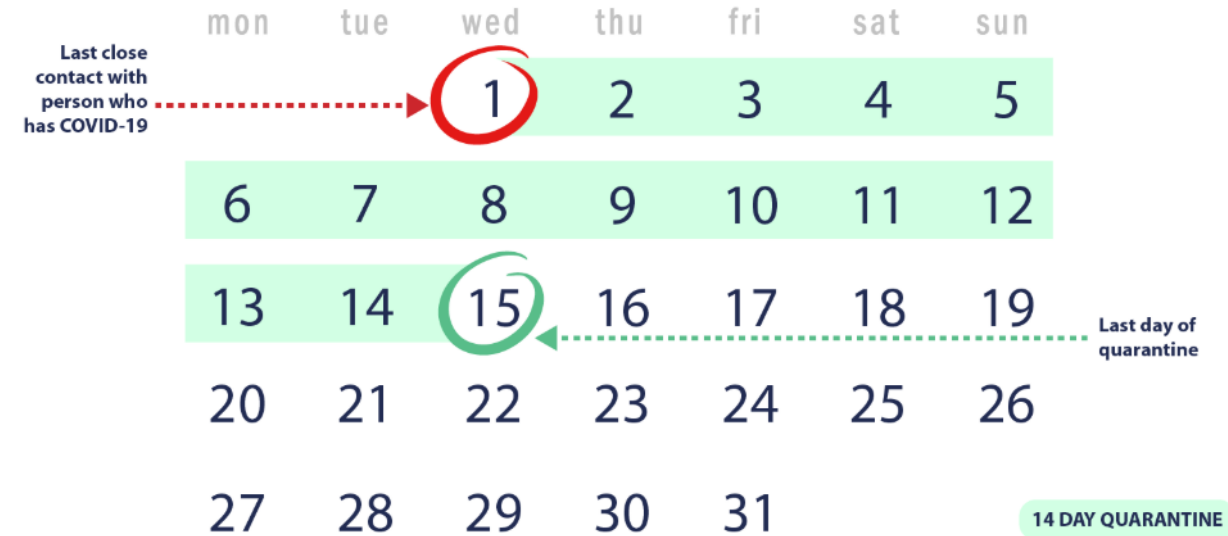 mon tue wed thu fri sat sun
Last close
contact with
person who
has COVID-19
1 2 3 4 5
6 7 8 9 10 11 12
13 14 15 16 17 18 19
Last day of
quarantine
20 21 22 23 24 25 26
27 28 29 30 31
14 DAY QUARANTINE